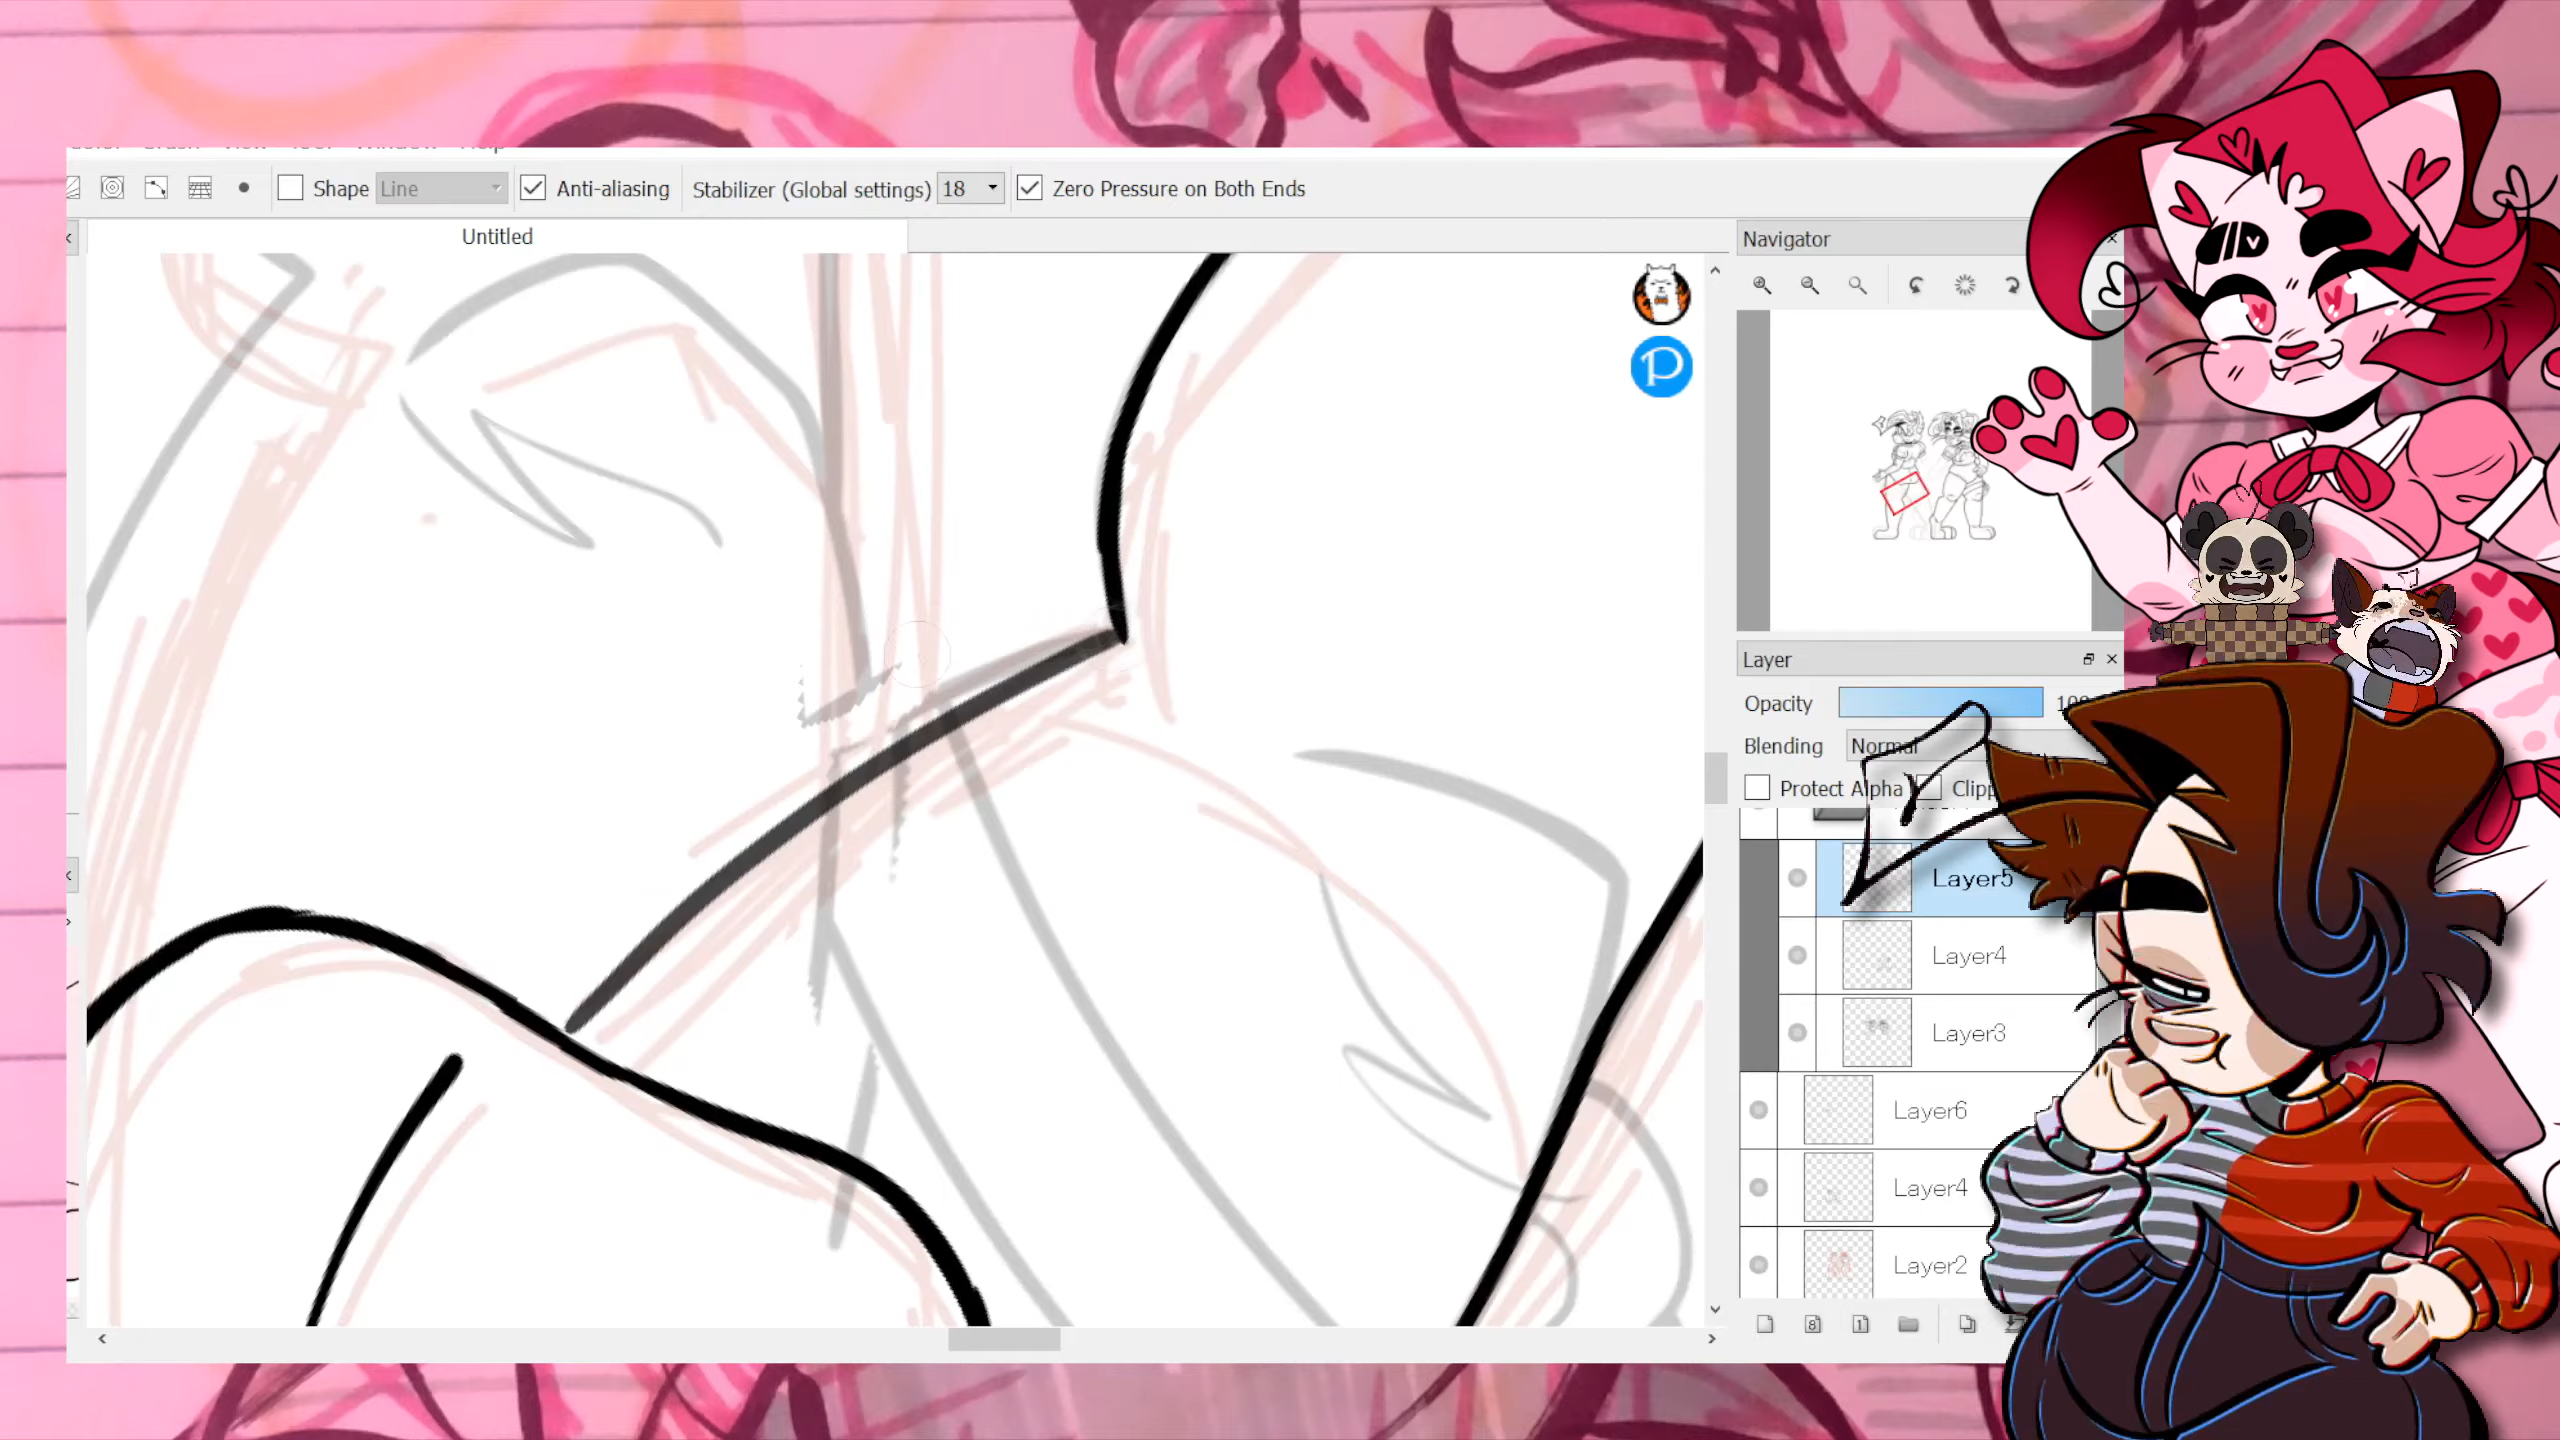 Shape Line Anti-aliasing Stabilizer (Global settings) 18 Zero Pressure on Both Ends
Untitled
Navigator
P
Layer
Opacity
Blending Normal
Protect Alpha
Layer5
Layer4
Layer3
Layer6
Layer4
Layer2